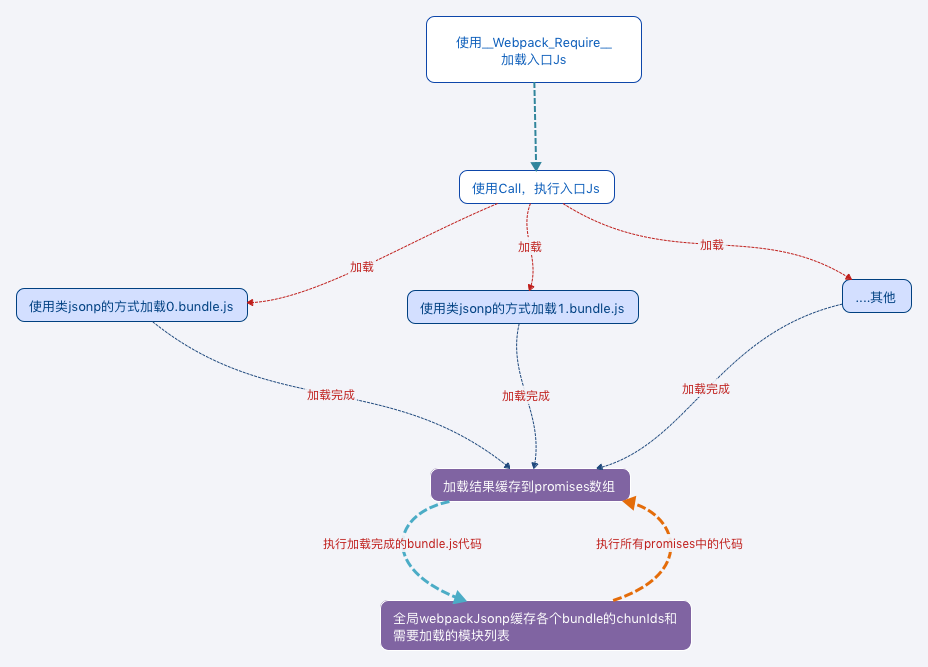 使用__Webpack_Require__
加载入口Js
使用Call，执行入口Js
加载
加载
加载
使用类jsonp的方式加载0.bundle.js
使用类jsonp的方式加载1.bundle.js
....其他
加载完成
加载完成
加载完成
加载结果缓存到promises数组
执行加载完成的bundle.js代码
执行所有promises中的代码
全局webpackJsonp缓存各个bundle的chunIds和
需要加载的模块列表